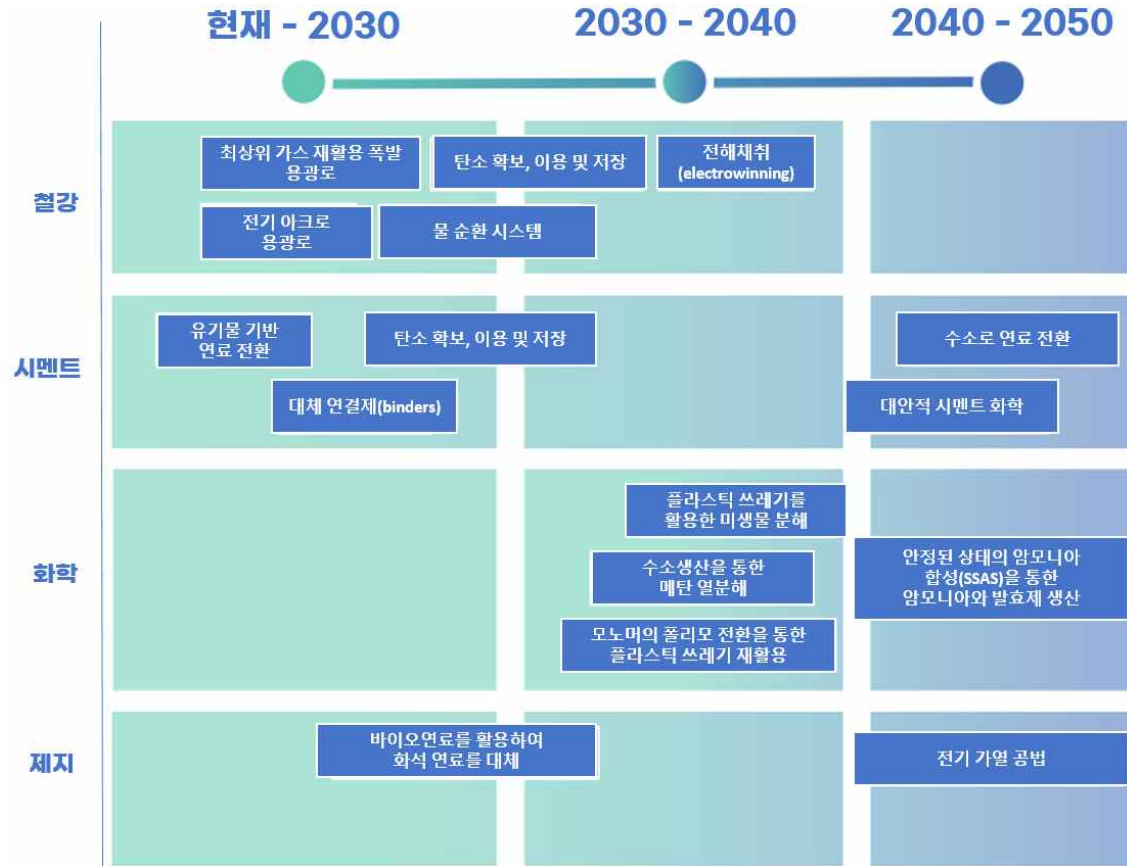 현재 - 2030
2030 - 2040
2040 - 2050
철강
최상위 가스 재활용 폭발
용광로
탄소 확보, 이용 및 저장
전해채취
(electrowinning)
전기 아크로
용광로
물 순환 시스템
시멘트
유기물 기반
연료 전환
탄소 확보, 이용 및 저장
수소로 연료 전환
대체 연결제(binders)
대안적 시멘트 화학
화학
플라스틱 쓰레기를
활용한 미생물 분해
수소생산을 통한
메탄 열분해
안정된 상태의 암모니아
합성(SSAS)을 통한
암모니아와 발효제 생산
모노머의 폴리모 전환을 통한
플라스틱 쓰레기 재활용
제지
바이오연료를 활용하여
화석 연료를 대체
전기 가열 공법